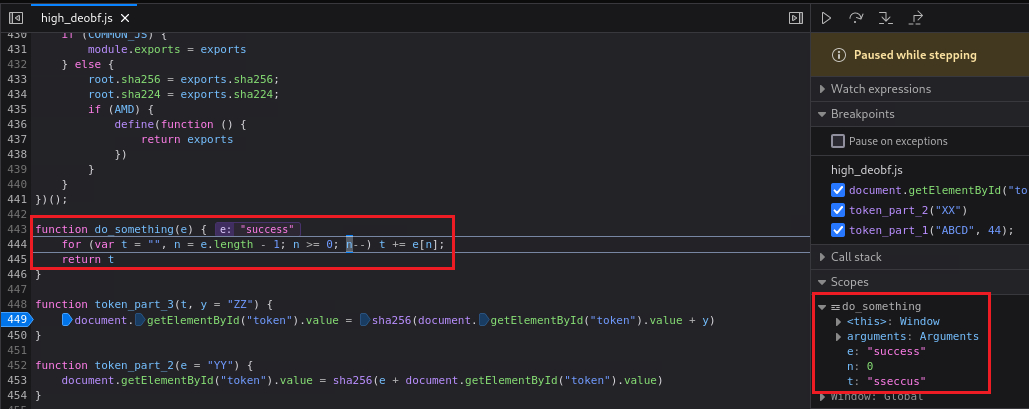 high_deobf.js
430 if (COMMON_JS) {
431 module.exports = exports
432 } else {
433 root.sha256 = exports.sha256;
434 root.sha224 = exports.sha224;
435 if (AMD) {
436 define(function () {
437 return exports
438 })
439 }
440 }
441 })();
442
443 function do_something(e) { e: "success"
444 for (var t = "", n = e.length - 1; n >= 0; n--) t += e[n];
445 return t
446 }
447
448 function token_part_3(t, y = "ZZ") {
449 document.getElementById("token").value = sha256(document.getElementById("token").value + y)
450 }
451
452 function token_part_2(e = "YY") {
453 document.getElementById("token").value = sha256(e + document.getElementById("token").value)
454 }
Paused while stepping
Watch expressions
Breakpoints
Pause on exceptions
high_deobf.js
document.getElementById("to
token_part_2("XX")
token_part_1("ABCD", 44);
Call stack
Scopes
do_something
<this>: Window
arguments: Arguments
e: "success"
n: 0
t: "sseccus"
Window: Global